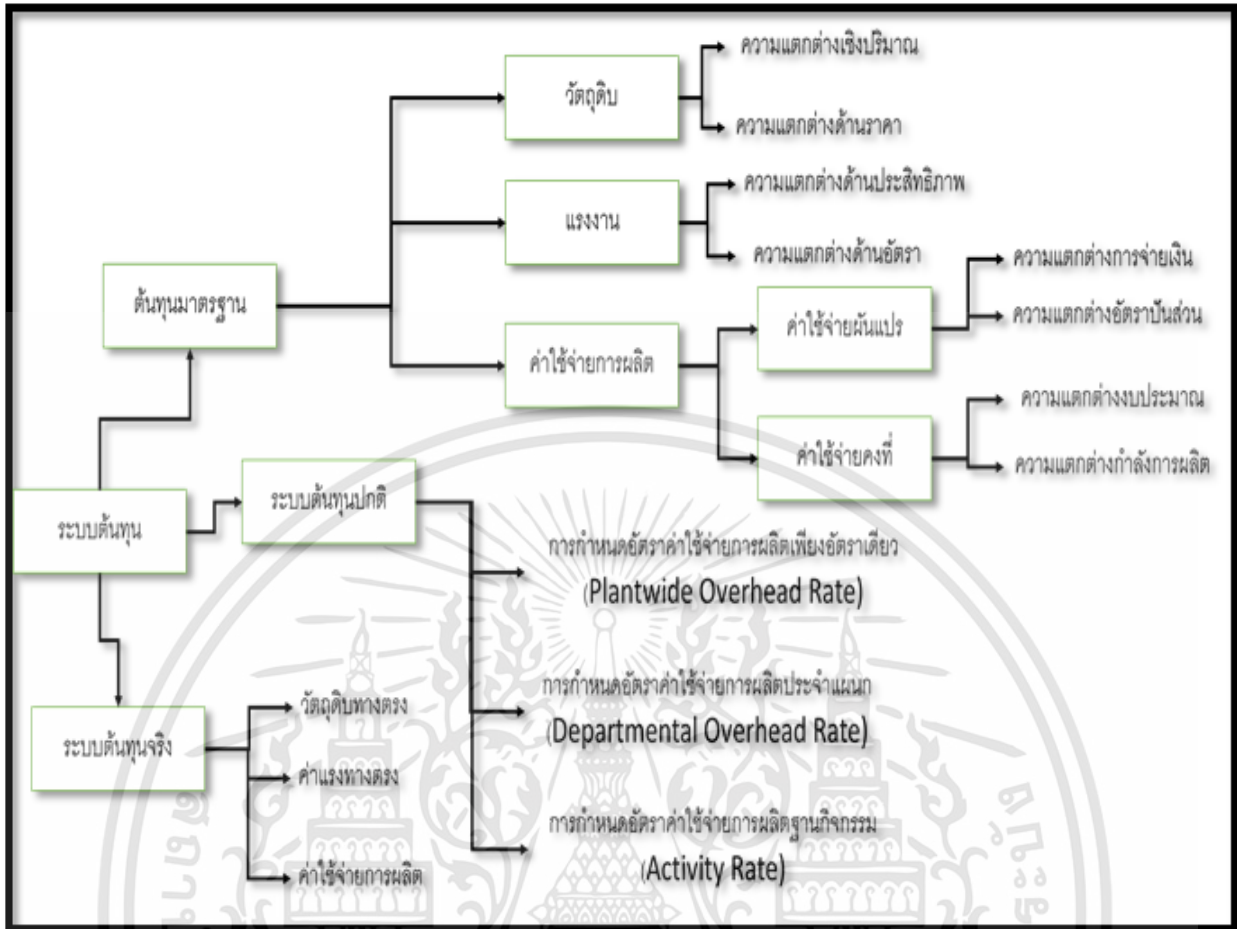 ความแตกต่างเชิงปริมาณ
วัตถุดิบ
ความแตกต่างด้านราคา
ความแตกต่างด้านประสิทธิภาพ
แรงงาน
ความแตกต่างด้านอัตรา
ความแตกต่างการจ่ายเงิน
ต้นทุนมาตรฐาน
ค่าใช้จ่ายผันแปร
ความแตกต่างอัตราปันส่วน
ค่าใช้จ่ายการผลิต
ความแตกต่างงบประมาณ
ค่าใช้จ่ายคงที่
ความแตกต่างกำลังการผลิต
ระบบต้นทุนปกติ
ระบบต้นทุน
การกำหนดอัตราค่าใช้จ่ายการผลิตเพียงอัตราเดียว
(Plantwide Overhead Rate)
การกำหนดอัตราค่าใช้จ่ายการผลิตประจำแผนก
(Departmental Overhead Rate)
วัตถุดิบทางตรง
ระบบต้นทุนจริง
ค่าแรงทางตรง
การกำหนดอัตราค่าใช้จ่ายการผลิตฐานกิจกรรม
(Activity Rate)
ค่าใช้จ่ายการผลิต